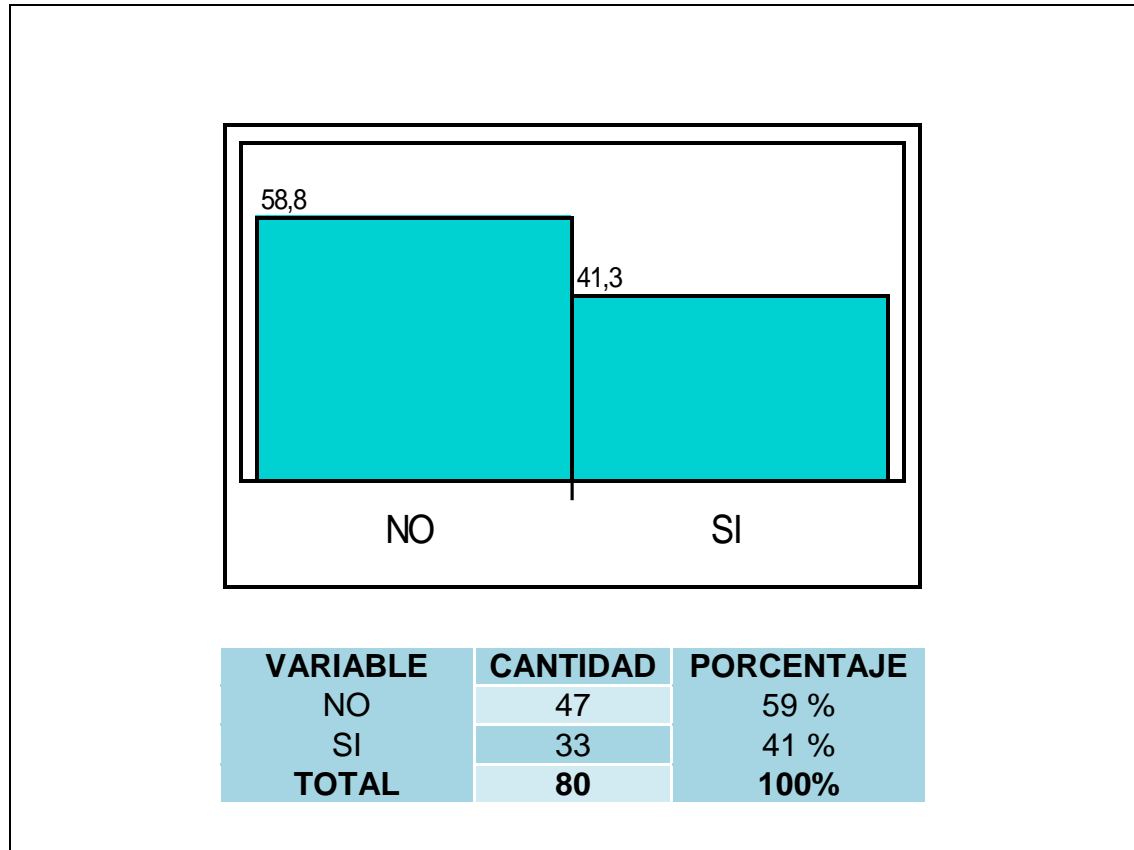 58,8
41,3
NO SI
VARIABLE CANTIDAD PORCENTAJE
NO 47 59 %
SI 33 41 %
TOTAL 80 100%